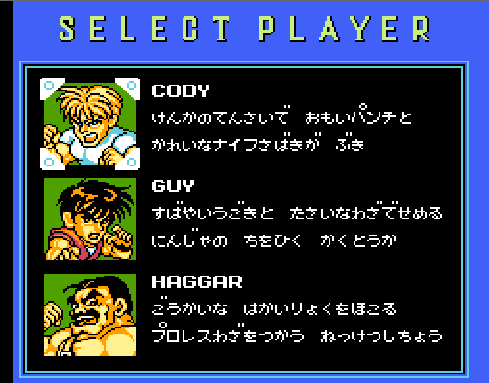 SELECT PLAYER
CODY
けんかのてんさいで おもいパンチと
かれいなナイフさばきが ぶき
GUY
すばやいうごきと たさいなわざでせめる
にんじゃの ちをひく かくとうか
HAGGAR
ごうかいな はかいりょくをほこる
プロレスわざをつかう ねっけつしちょう